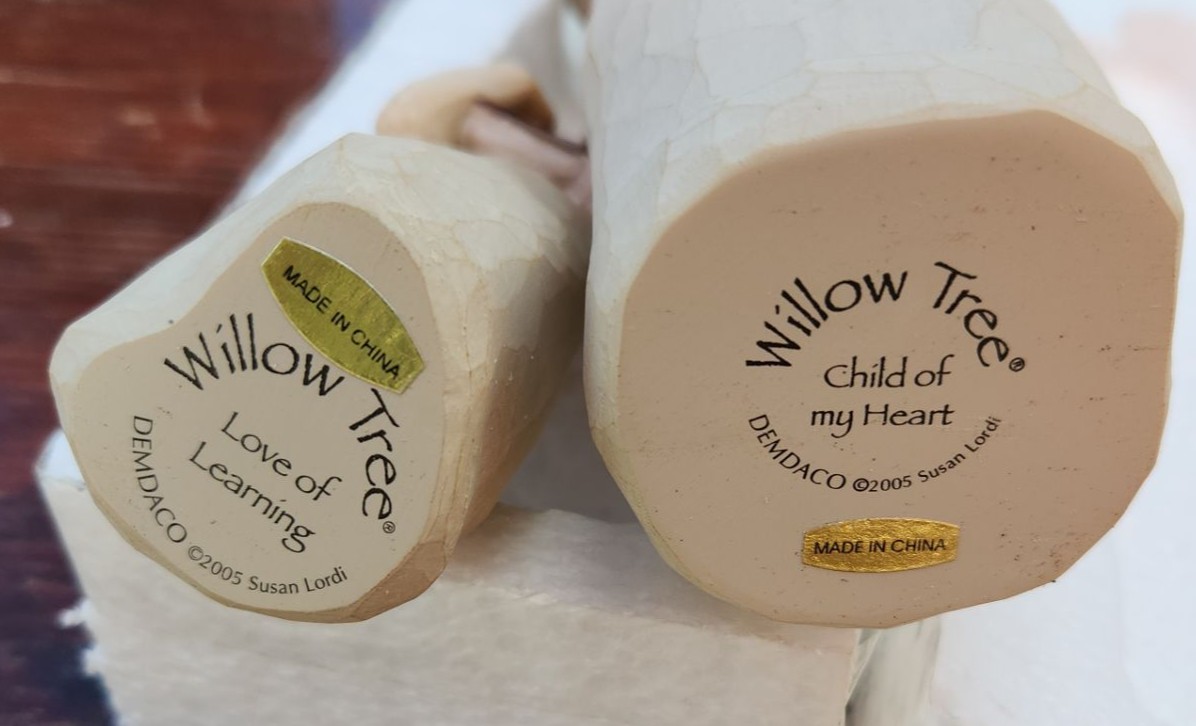 MADE IN CHINA
Willow Tree®
Love of
Learning
DEMDACO ©2005 Susan Lordi
Willow Tree®
Child of
my Heart
DEMDACO ©2005 Susan Lordi
MADE IN CHINA